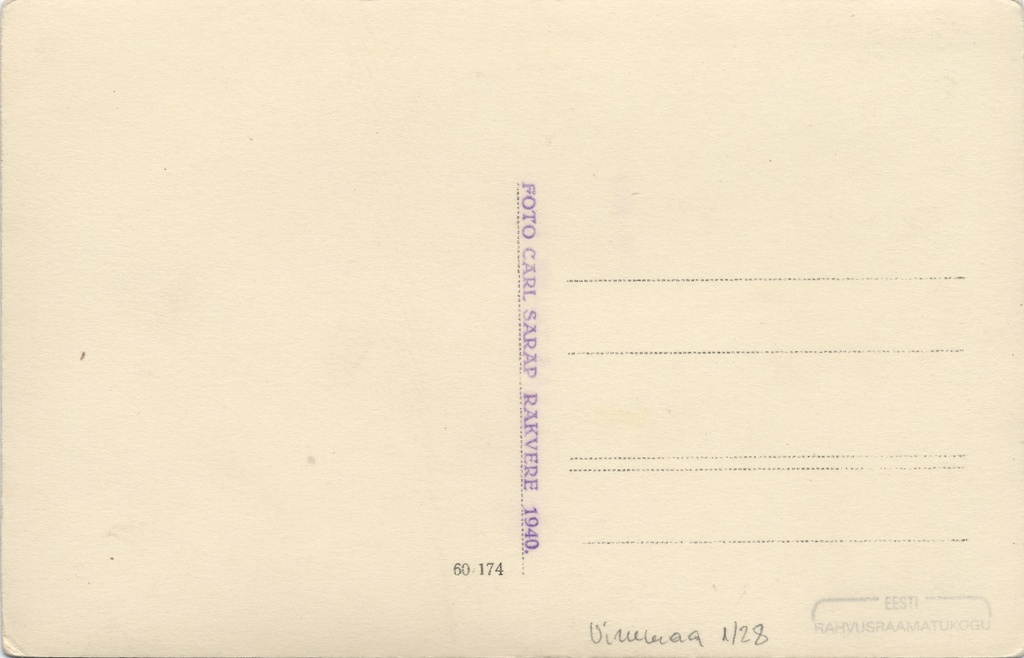 FOTO CARL SARAP RAKVERE 1940.
60 174
Virumaa 1/28
EESTI
RAHVUSRAAMATUKOGU